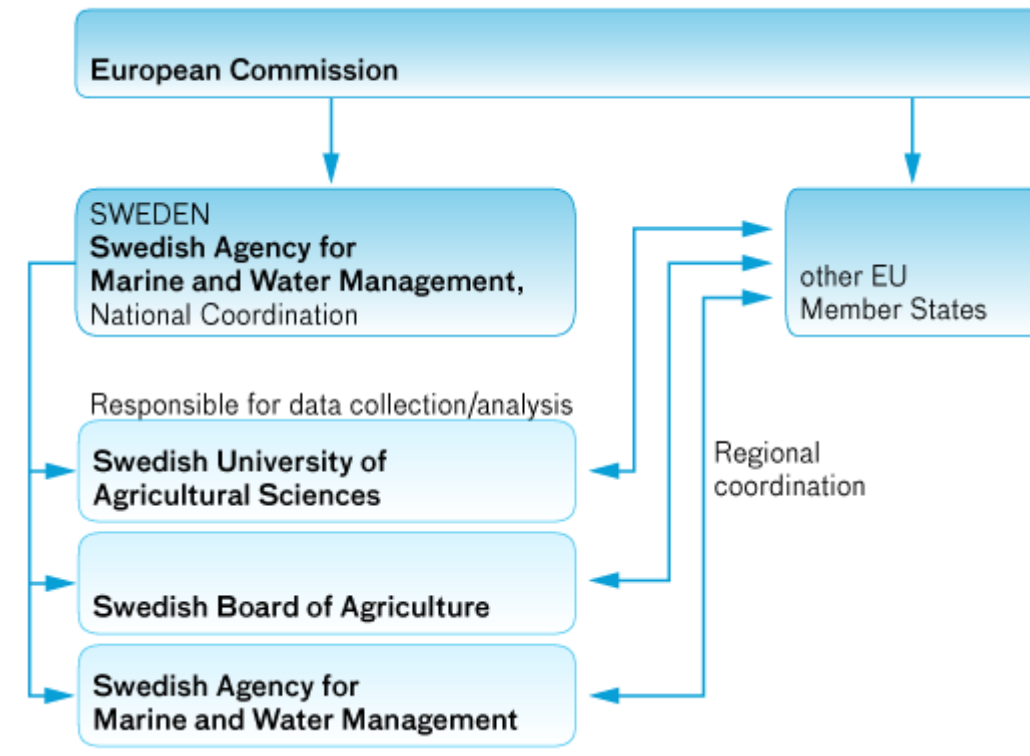 European Commission
SWEDEN
Swedish Agency for
Marine and Water Management,
National Coordination
other EU
Member States
Responsible for data collection/analysis
Swedish University of
Agricultural Sciences
Regional
coordination
Swedish Board of Agriculture
Swedish Agency for
Marine and Water Management